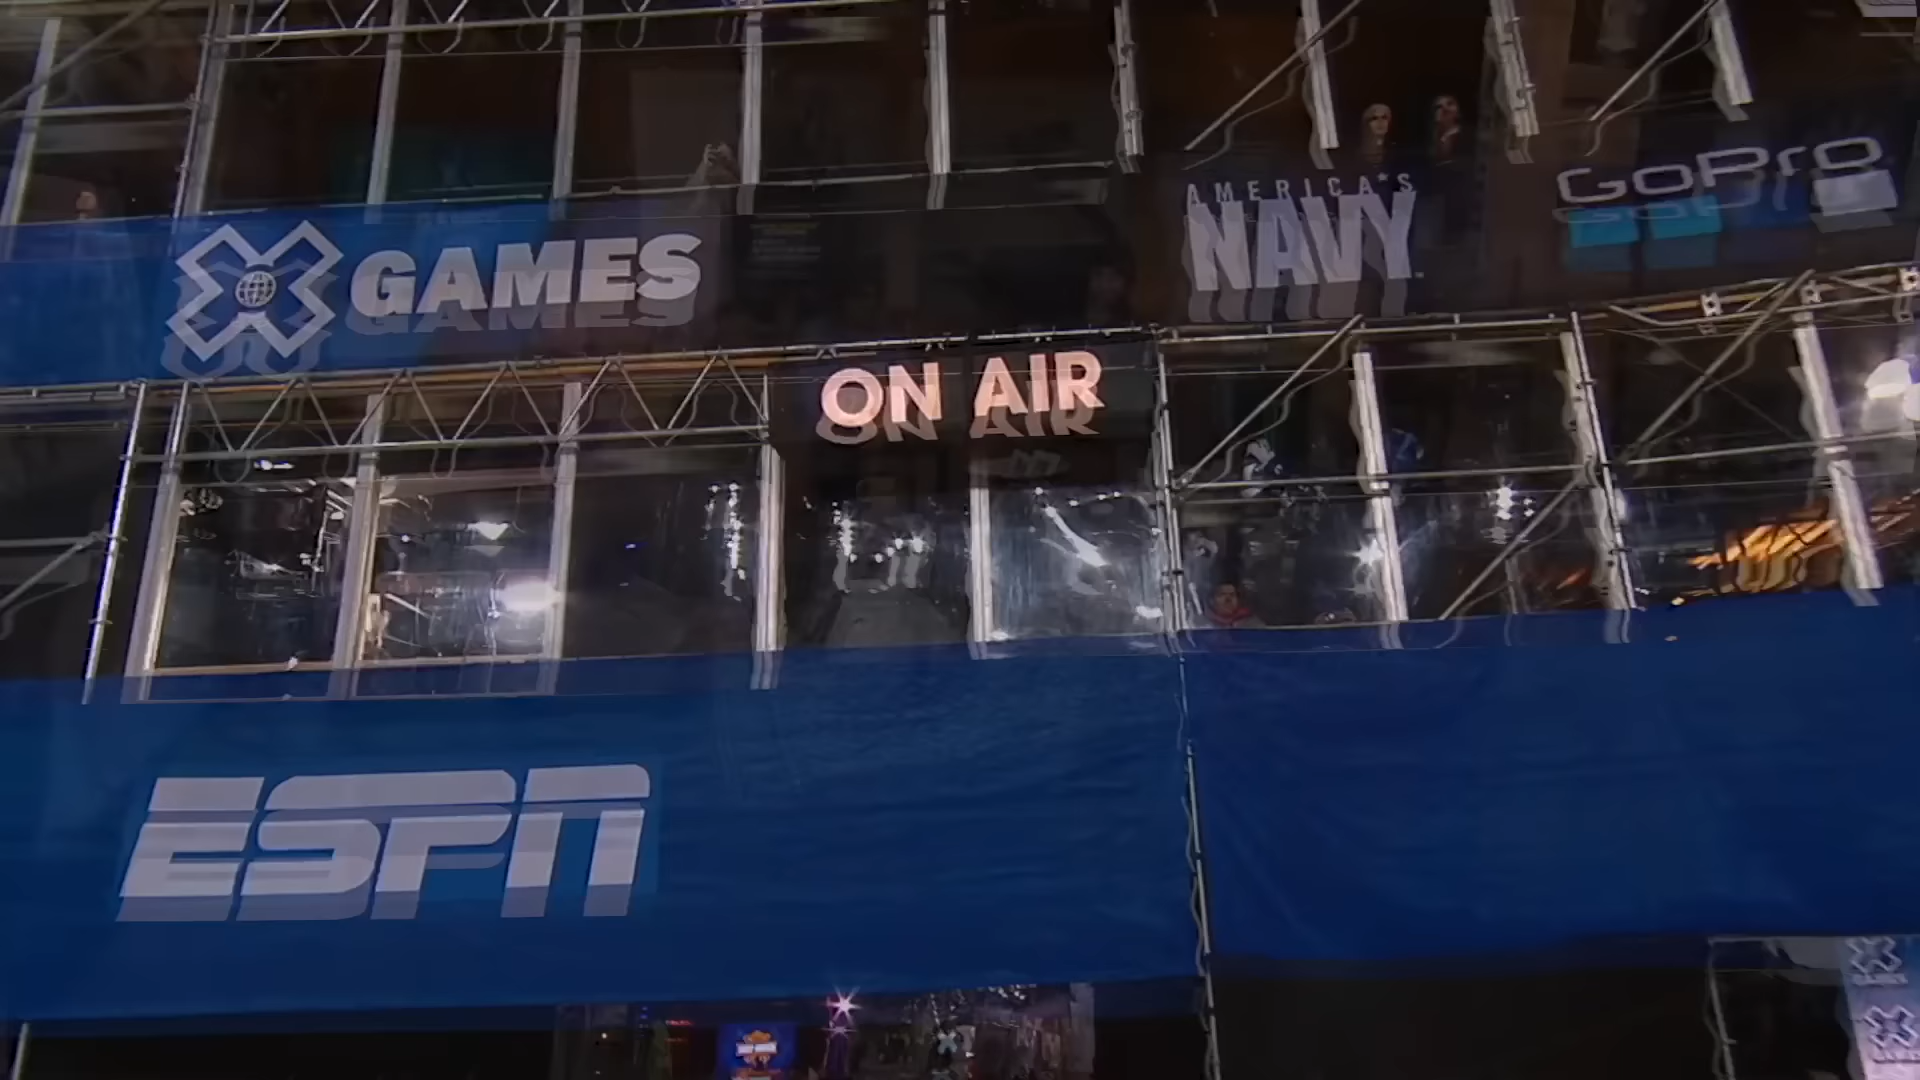 X GAMES
AMERICA*S
NAVY
GoPro
ON AIR
ESPN